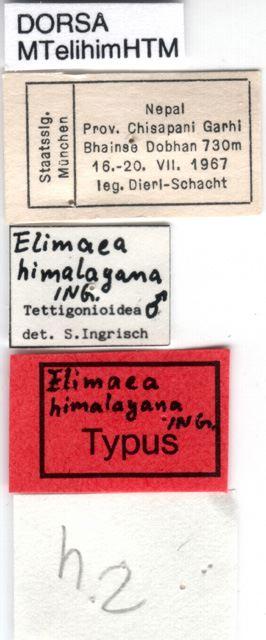 DORSA
MTelihimHTM
Staatsslg.
München
Nepal
Prov. Chisapani Garhi
Bhainse Dobhan 730m
16.-20. VII. 1967
leg. Dierl-Schacht
Elimaea
himalayana
ING.
Tettigonioidea ♂
det. S.Ingrisch
Elimaea
himalayana
ING.
Typus
h.2